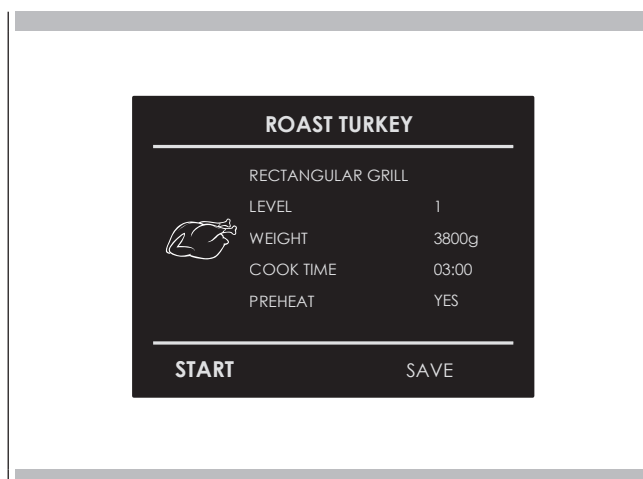 ROAST TURKEY
RECTANGULAR GRILL
LEVEL 1
WEIGHT 3800g
COOK TIME 03:00
PREHEAT YES
START SAVE